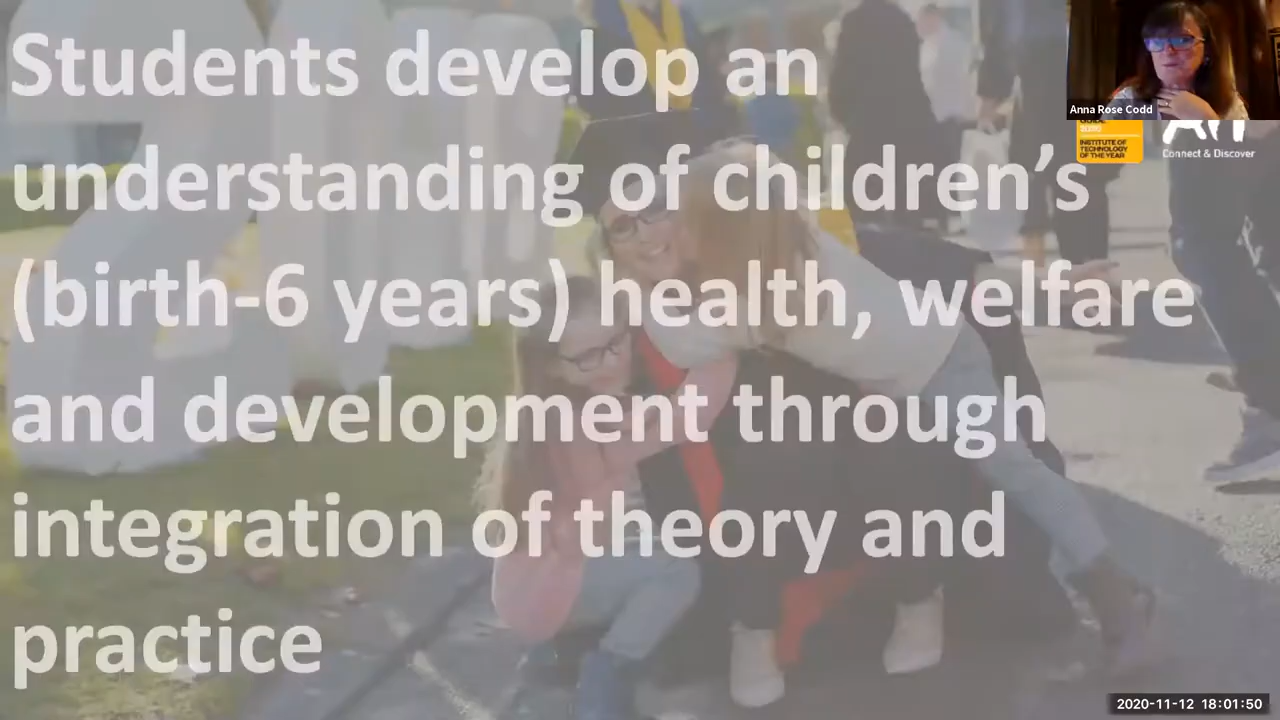 Students develop an
understanding of children's
(birth-6 years) health, welfare
and development through
integration of theory and
practice
Anna Rose Codd
INSTITUTE OF
TECHNOLOGY
OF THE YEAR
Connect & Discover
2020-11-12 18:01:50